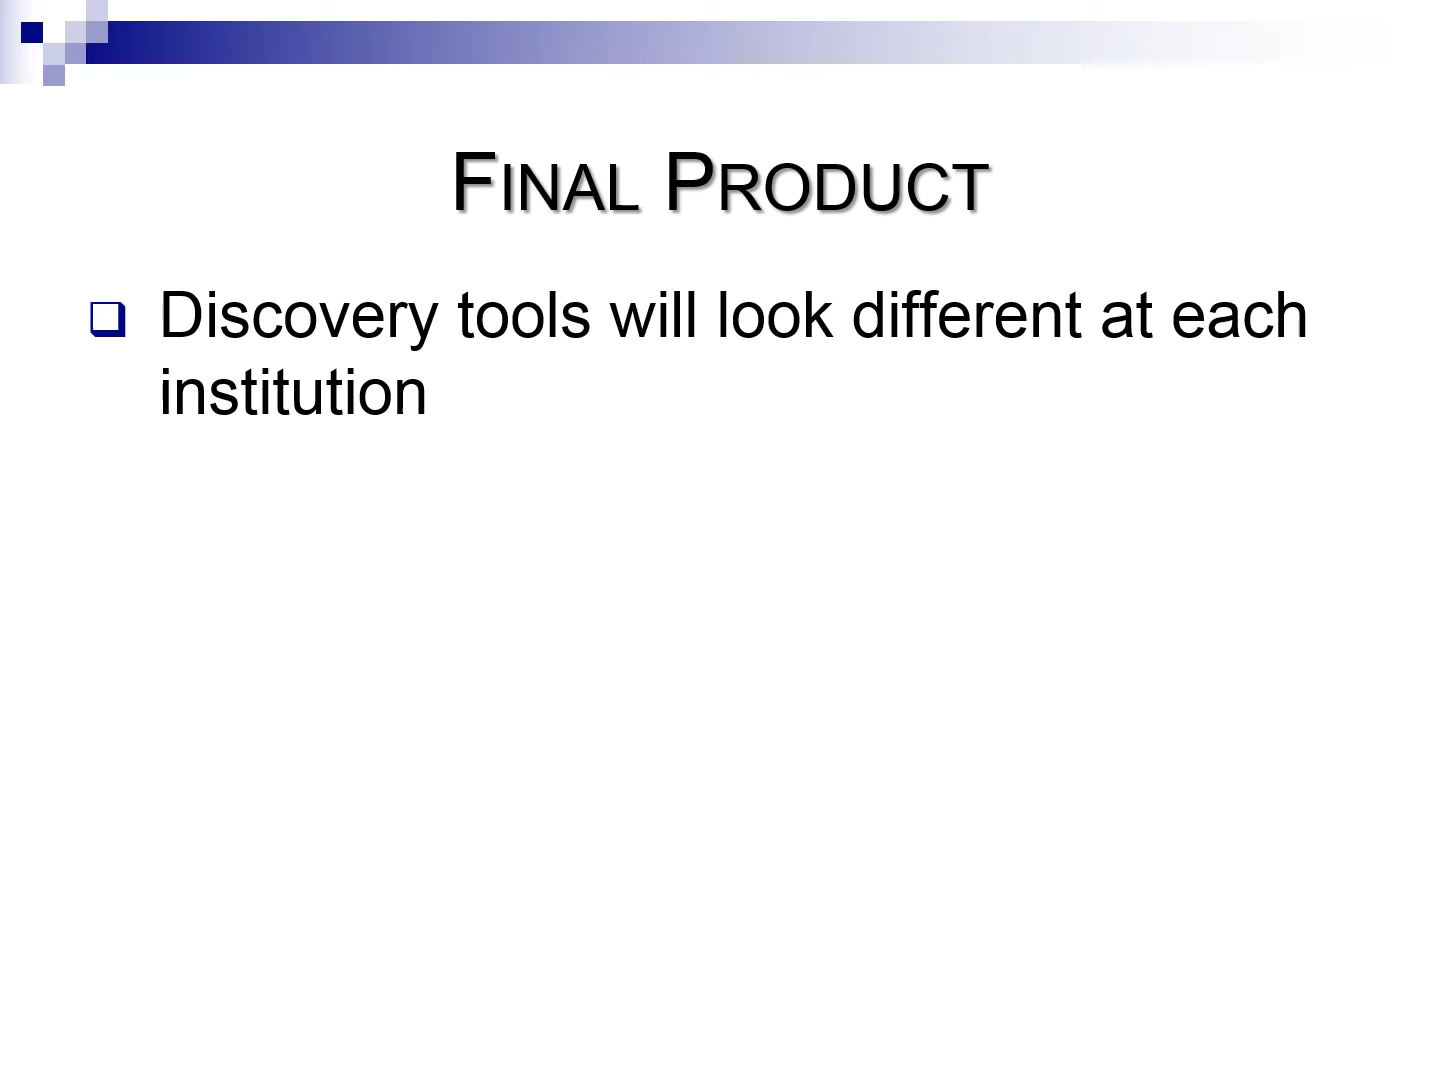 FINAL PRODUCT
Discovery tools will look different at each
institution